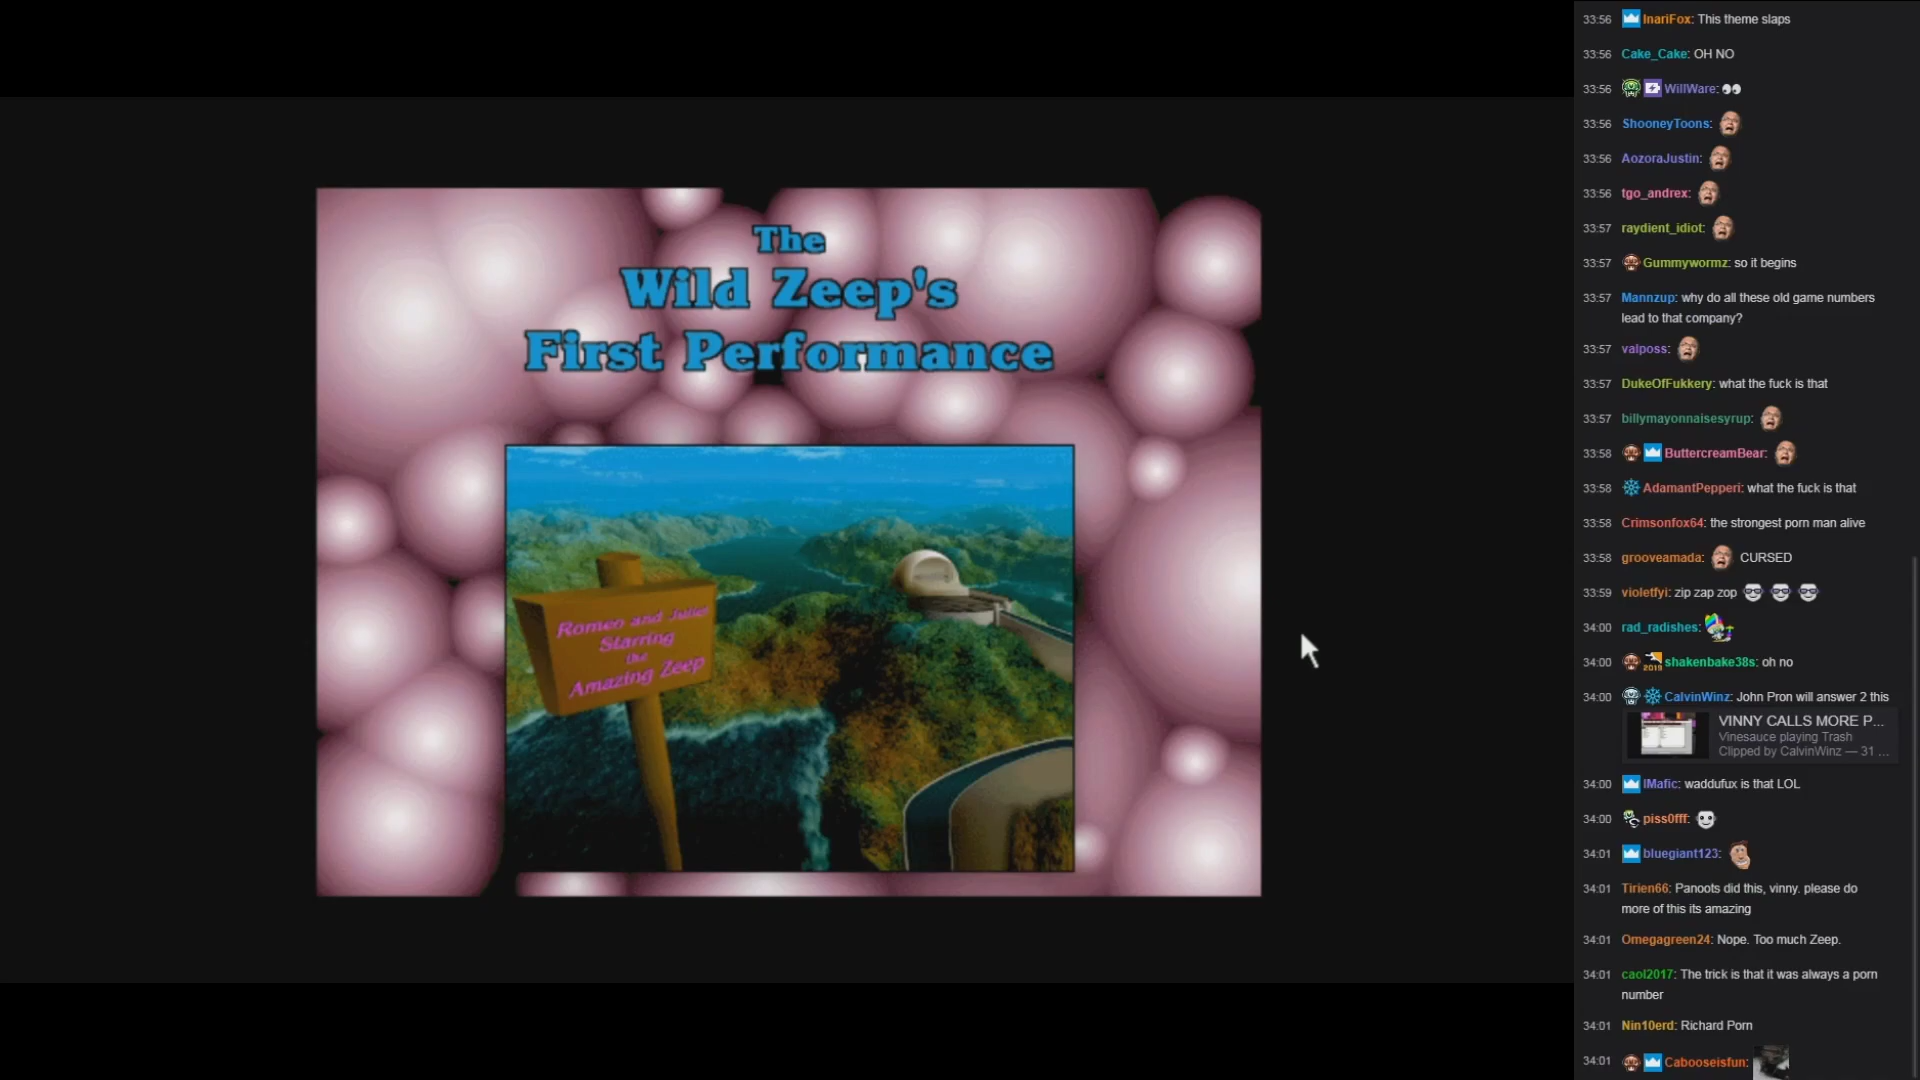 The
Wild Zeep's
First Performance
Romeo and Juliet
Starring
the
Amazing Zeep
33:56 InariFox: This theme slaps
33:56 Cake_Cake: OH NO
33:56 WillWare:
33:56 ShooneyToons:
33:56 AozoraJustin:
33:56 tgo_andrex:
33:57 raydient_idiot:
33:57 Gummywormz: so it begins
33:57 Mannzup: why do all these old game numbers
lead to that company?
33:57 valposs:
33:57 DukeOfFukkery: what the fuck is that
33:57 billymayonnaisesyrup:
33:58 ButtercreamBear:
33:58 AdamantPepperi: what the fuck is that
33:58 Crimsonfox64: the strongest porn man alive
33:58 grooveamada: CURSED
33:59 violetfyi: zip zap zop
34:00 rad_radishes:
34:00 2019 shakenbake38s: oh no
34:00 CalvinWinz: John Pron will answer 2 this
VINNY CALLS MORE P...
Vinesauce playing Trash
Clipped by CalvinWinz — 31 ...
34:00 IMafic: waddufux is that LOL
34:00 piss0fff:
34:01 bluegiant123:
34:01 Tirien66: Panoots did this, vinny. please do
more of this its amazing
34:01 Omegagreen24: Nope. Too much Zeep.
34:01 caol2017: The trick is that it was always a porn
number
34:01 Nin10erd: Richard Porn
34:01 Cabooseisfun: